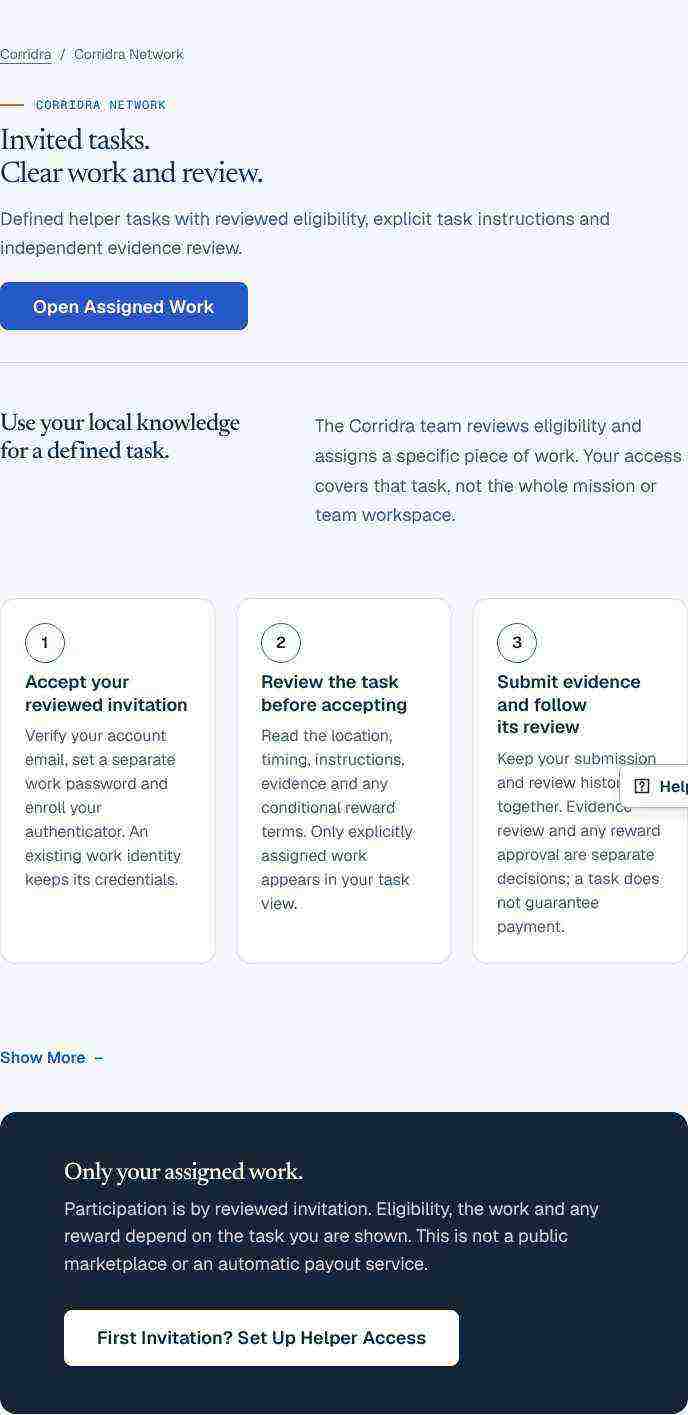 Corridra / Corridra Network
CORRIDRA NETWORK
Invited tasks.
Clear work and review.
Defined helper tasks with reviewed eligibility, explicit task instructions and
independent evidence review.
Open Assigned Work
Use your local knowledge
for a defined task.
The Corridra team reviews eligibility and
assigns a specific piece of work. Your access
covers that task, not the whole mission or
team workspace.
1
Accept your
reviewed invitation
Verify your account
email, set a separate
work password and
enroll your
authenticator. An
existing work identity
keeps its credentials.
2
Review the task
before accepting
Read the location,
timing, instructions,
evidence and any
conditional reward
terms. Only explicitly
assigned work
appears in your task
view.
3
Submit evidence
and follow
its review
Keep your submission
and review
together. Evidence
review and any reward
approval are separate
decisions; a task does
not guarantee
payment.
? Help
Show More –
Only your assigned work.
Participation is by reviewed invitation. Eligibility, the work and any
reward depend on the task you are shown. This is not a public
marketplace or an automatic payout service.
First Invitation? Set Up Helper Access